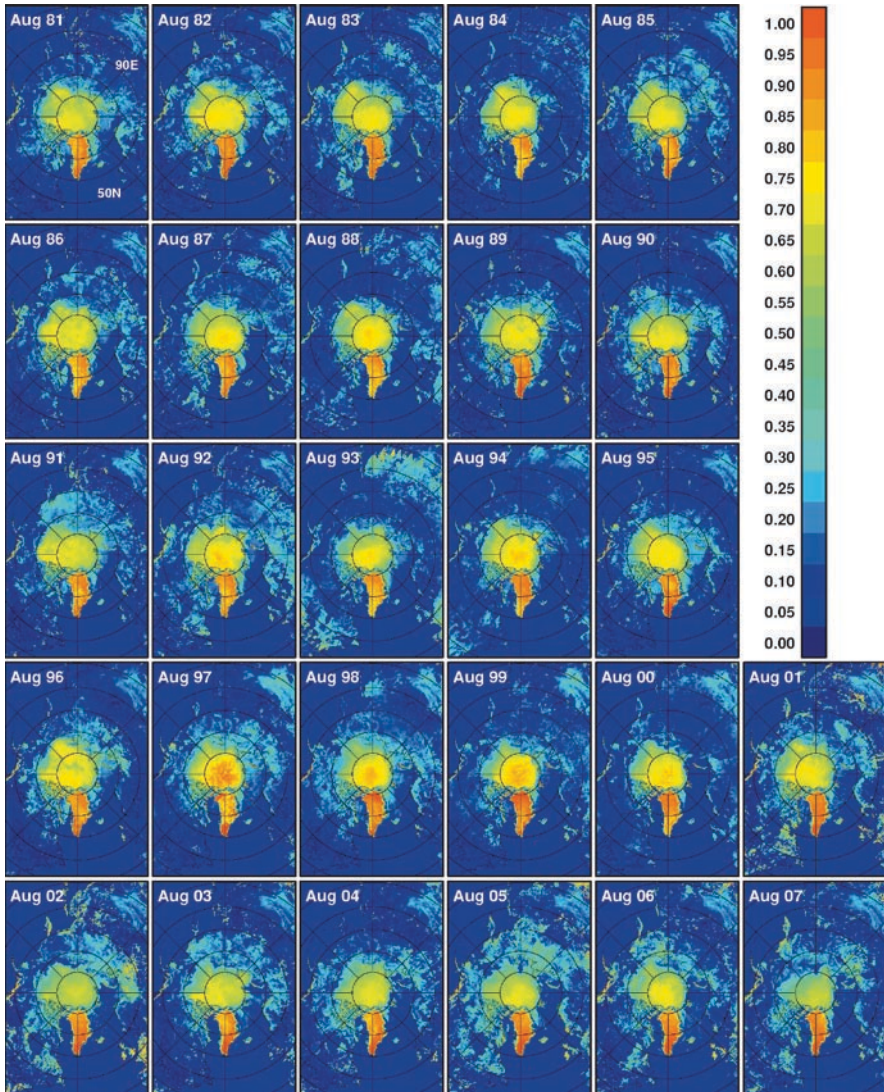 Aug 81
Aug 82
Aug 83
Aug 84
Aug 85
90E
50N
Aug 86
Aug 87
Aug 88
Aug 89
Aug 90
Aug 91
Aug 92
Aug 93
Aug 94
Aug 95
1.00
0.95
0.90
0.85
0.80
0.75
0.70
0.65
0.60
0.55
0.50
0.45
0.40
0.35
0.30
0.25
0.20
0.15
0.10
0.05
0.00
Aug 96
Aug 97
Aug 98
Aug 99
Aug 00
Aug 01
Aug 02
Aug 03
Aug 04
Aug 05
Aug 06
Aug 07